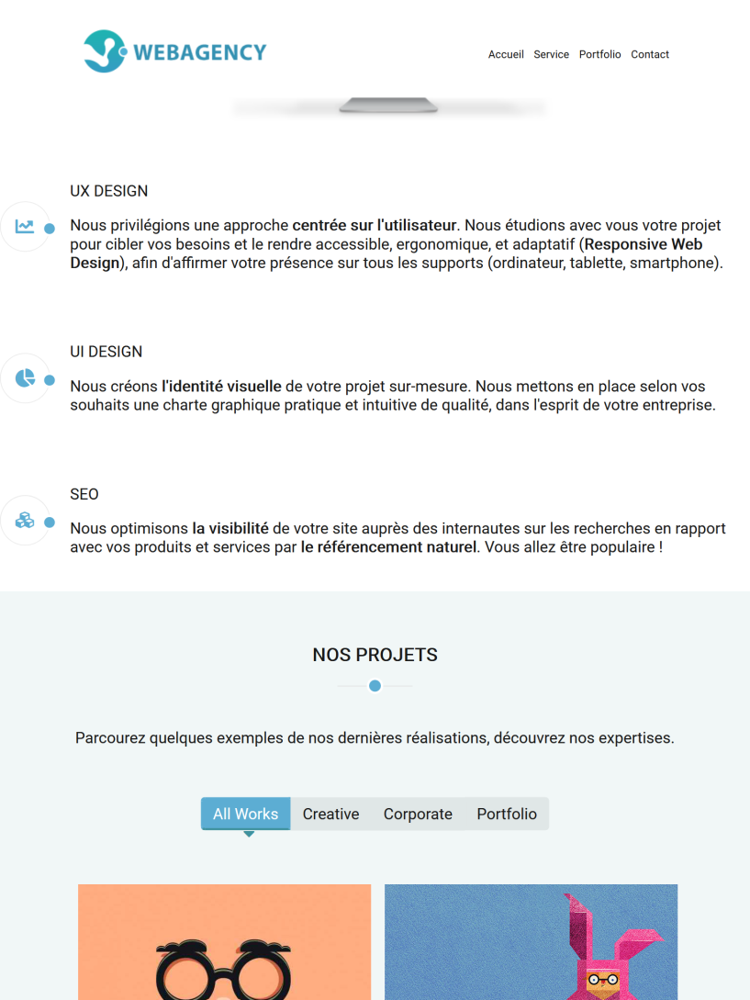 WEBAGENCY
Accueil Service Portfolio Contact
UX DESIGN
Nous privilégions une approche centrée sur l'utilisateur. Nous étudions avec vous votre projet
pour cibler vos besoins et le rendre accessible, ergonomique, et adaptatif (Responsive Web
Design), afin d'affirmer votre présence sur tous les supports (ordinateur, tablette, smartphone).
UI DESIGN
Nous créons l'identité visuelle de votre projet sur-mesure. Nous mettons en place selon vos
souhaits une charte graphique pratique et intuitive de qualité, dans l'esprit de votre entreprise.
SEO
Nous optimisons la visibilité de votre site auprès des internautes sur les recherches en rapport
avec vos produits et services par le référencement naturel. Vous allez être populaire !
NOS PROJETS
Parcourez quelques exemples de nos dernières réalisations, découvrez nos expertises.
All Works Creative Corporate Portfolio